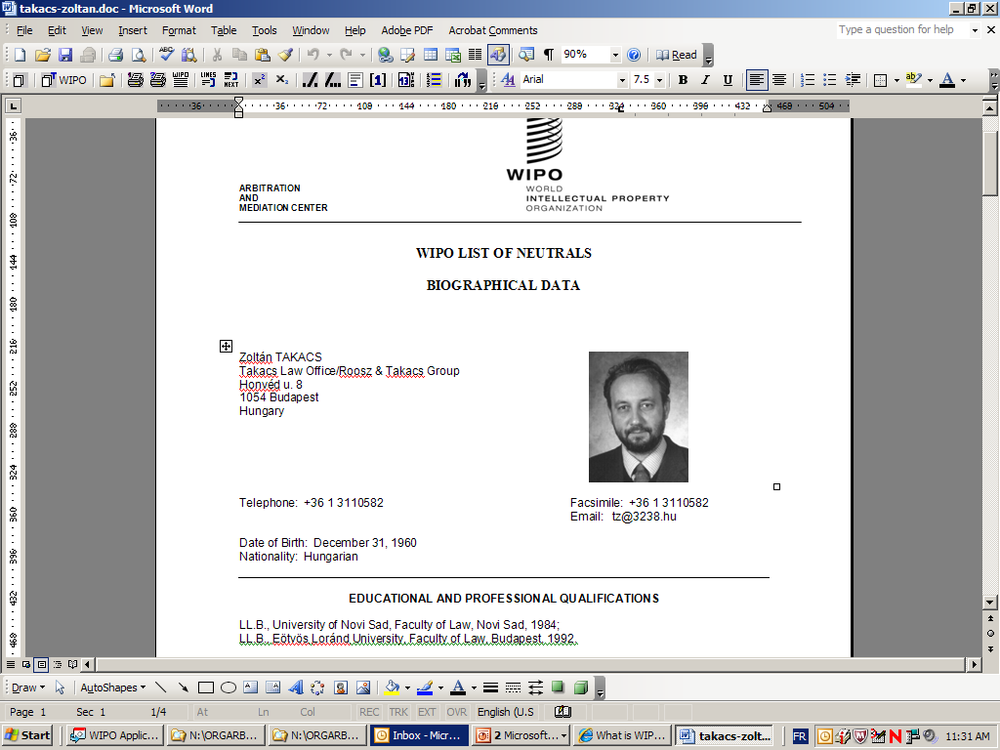 takacs-zoltan.doc - Microsoft Word
File Edit View Insert Format Table Tools Window Help Adobe PDF Acrobat Comments
Type a question for help
90% Read
WIPO Arial 7.5 B I U
ARBITRATION
AND
MEDIATION CENTER
WIPO
WORLD
INTELLECTUAL PROPERTY
ORGANIZATION
WIPO LIST OF NEUTRALS
BIOGRAPHICAL DATA
Zoltán TAKACS
Takacs Law Office/Roosz & Takacs Group
Honvéd u. 8
1054 Budapest
Hungary
Telephone: +36 1 3110582
Facsimile: +36 1 3110582
Email: tz@3238.hu
Date of Birth: December 31, 1960
Nationality: Hungarian
EDUCATIONAL AND PROFESSIONAL QUALIFICATIONS
LL.B., University of Novi Sad, Faculty of Law, Novi Sad, 1984;
LL.B., Eötvös Loránd University, Faculty of Law, Budapest, 1992.
Draw AutoShapes
Page 1 Sec 1 1/4 At Ln Col REC TRK EXT OVR English (U.S
Start WIPO Applic... N:\ORGARB... N:\ORGARB... Inbox - Micr... 2 Microsoft... What is WIP... takacs-zolt... FR 11:31 AM